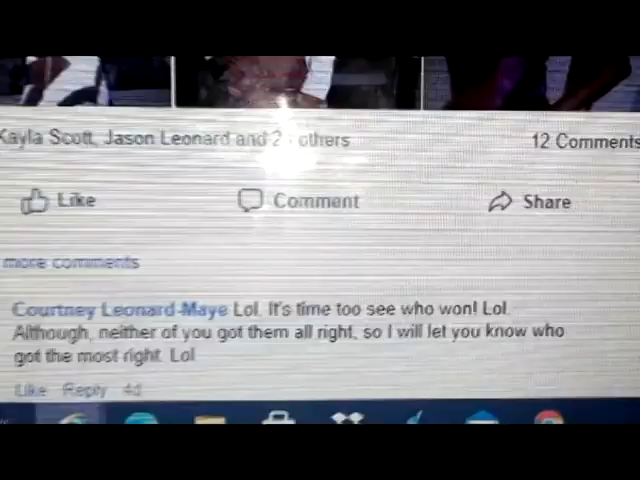 Kayla Scott, Jason Leonard and 2 others
12 Comments
Like
Comment
Share
more comments
Courtney Leonard-Maye Lol. It's time too see who won! Lol.
Although, neither of you got them all right, so I will let you know who
got the most right. Lol
Like Reply 4d